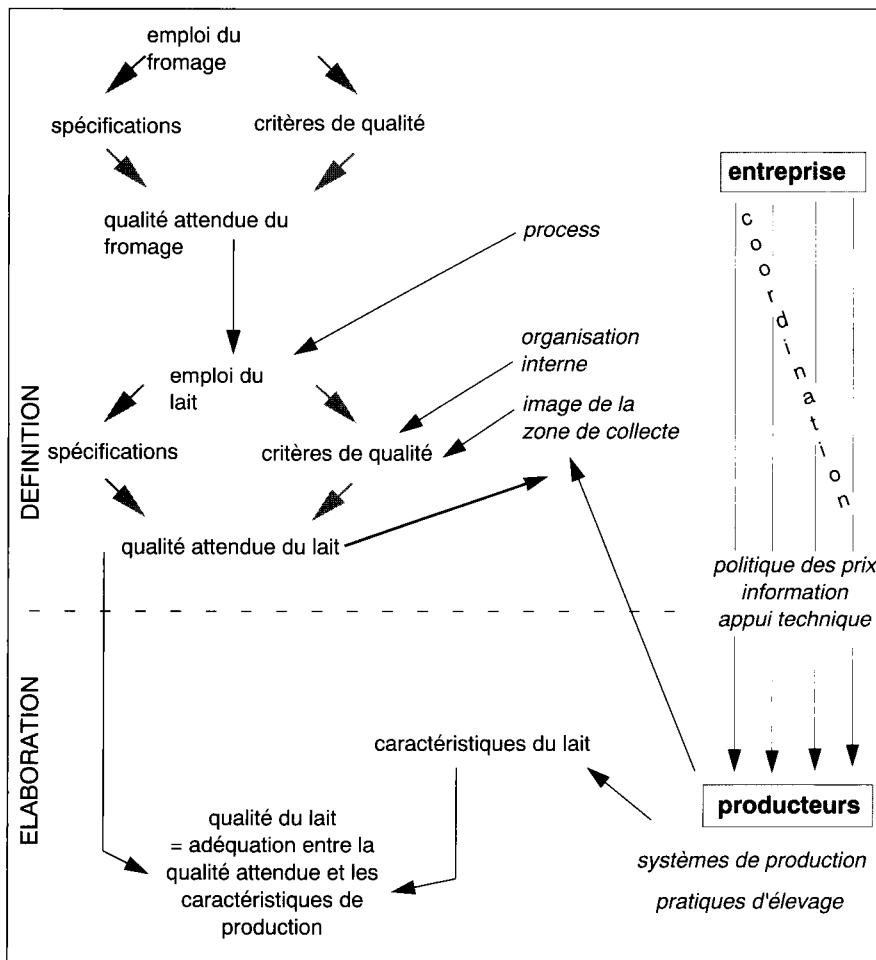 emploi du
fromage
spécifications
critères de qualité
qualité attendue du
fromage
process
emploi du
lait
organisation
interne
image de la
zone de collecte
spécifications
critères de qualité
qualité attendue du lait
DEFINITION
entreprise
coordination
politique des prix
information
appui technique
ELABORATION
caractéristiques du lait
qualité du lait
= adéquation entre la
qualité attendue et les
caractéristiques de
production
producteurs
systèmes de production
pratiques d'élevage